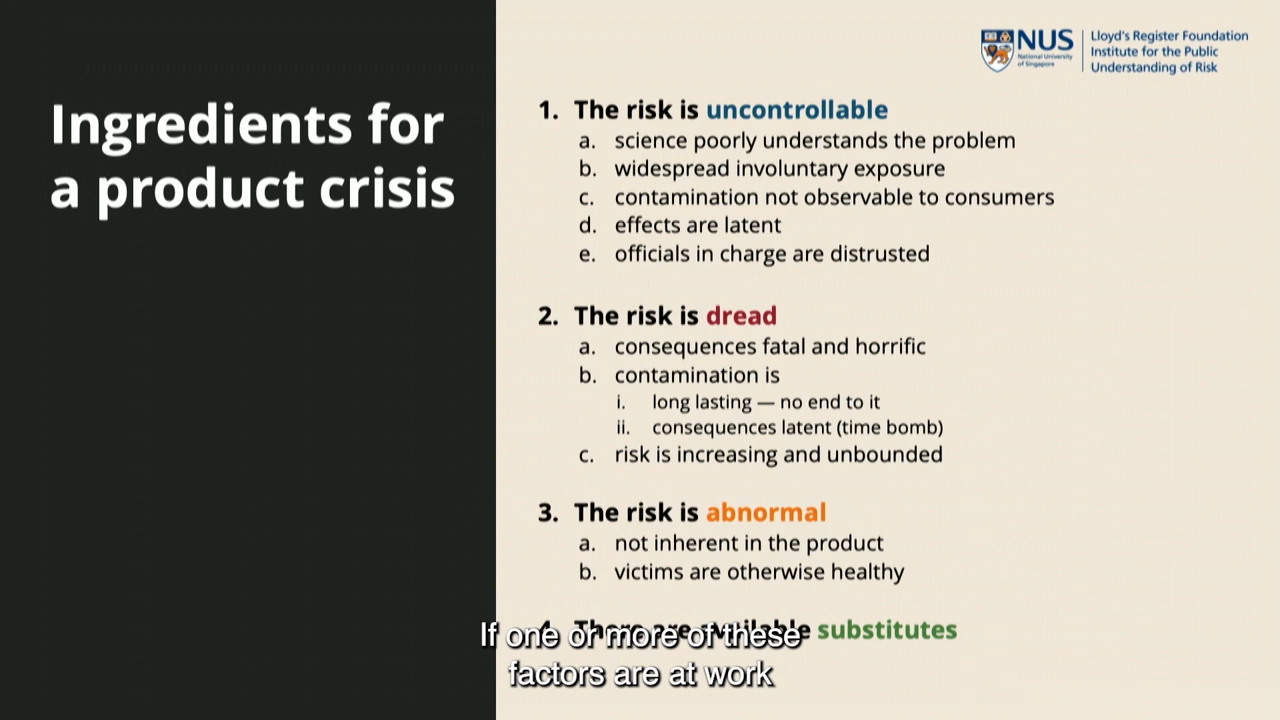 Ingredients for
a product crisis
NUS
National University
of Singapore
Lloyd's Register Foundation
Institute for the Public
Understanding of Risk
1. The risk is uncontrollable
a. science poorly understands the problem
b. widespread involuntary exposure
c. contamination not observable to consumers
d. effects are latent
e. officials in charge are distrusted
2. The risk is dread
a. consequences fatal and horrific
b. contamination is
i. long lasting — no end to it
ii. consequences latent (time bomb)
c. risk is increasing and unbounded
3. The risk is abnormal
a. not inherent in the product
b. victims are otherwise healthy
4. There are available substitutes
If one or more of these
factors are at work